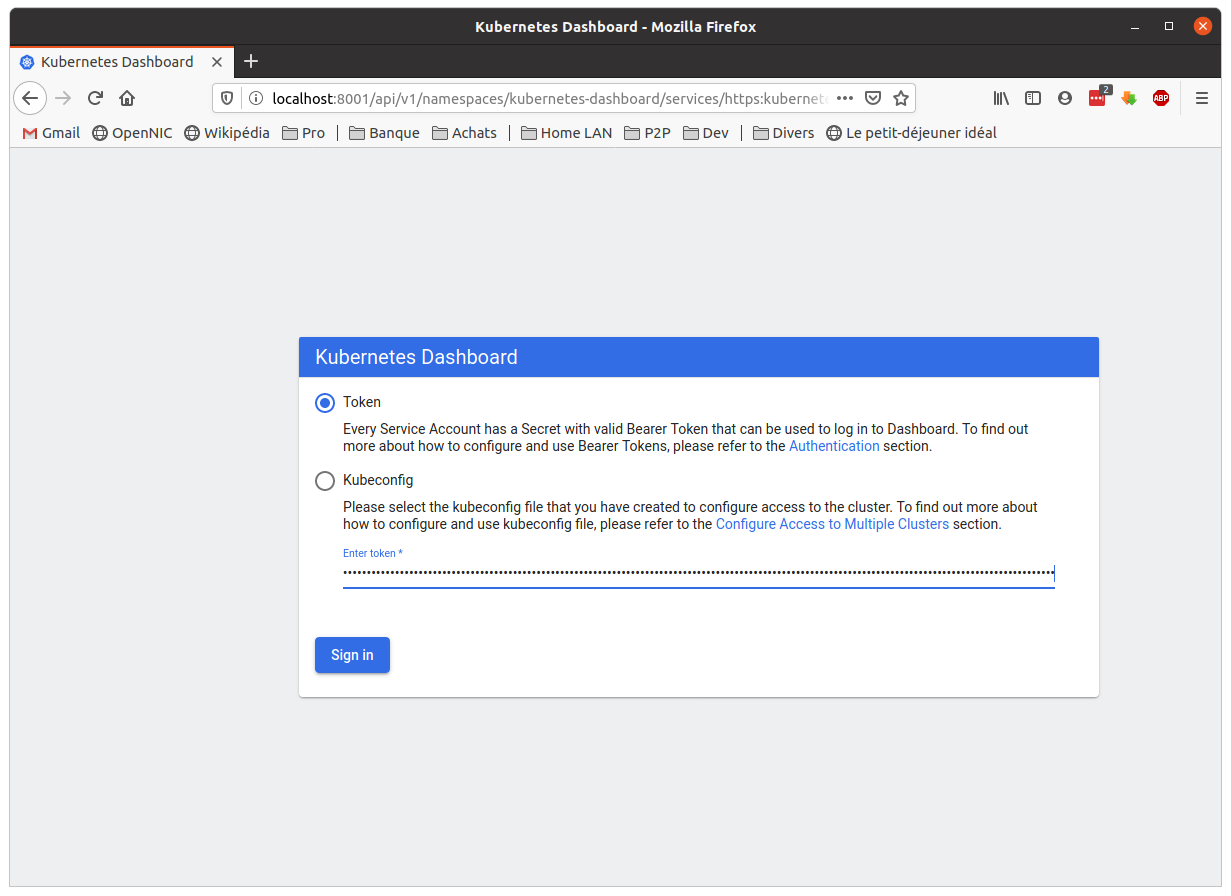 Kubernetes Dashboard - Mozilla Firefox
Kubernetes Dashboard
localhost:8001/api/v1/namespaces/kubernetes-dashboard/services/https:kubernete
2
ABP
Gmail OpenNIC Wikipédia Pro Banque Achats Home LAN P2P Dev Divers Le petit-déjeuner idéal
Kubernetes Dashboard
Token
Every Service Account has a Secret with valid Bearer Token that can be used to log in to Dashboard. To find out
more about how to configure and use Bearer Tokens, please refer to the Authentication section.
Kubeconfig
Please select the kubeconfig file that you have created to configure access to the cluster. To find out more about
how to configure and use kubeconfig file, please refer to the Configure Access to Multiple Clusters section.
Enter token *
Sign in